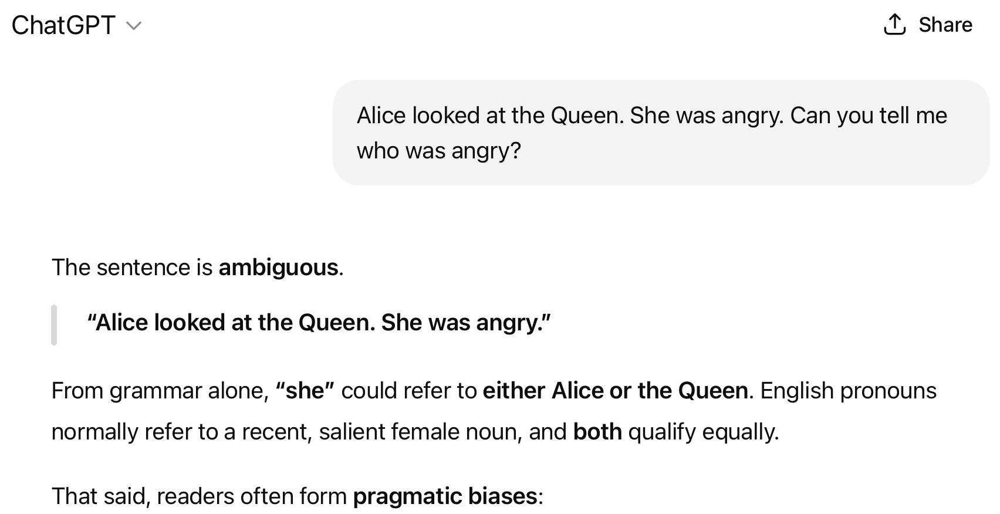 ChatGPT
Share
Alice looked at the Queen. She was angry. Can you tell me
who was angry?
The sentence is ambiguous.
“Alice looked at the Queen. She was angry.”
From grammar alone, “she” could refer to either Alice or the Queen. English pronouns
normally refer to a recent, salient female noun, and both qualify equally.
That said, readers often form pragmatic biases: